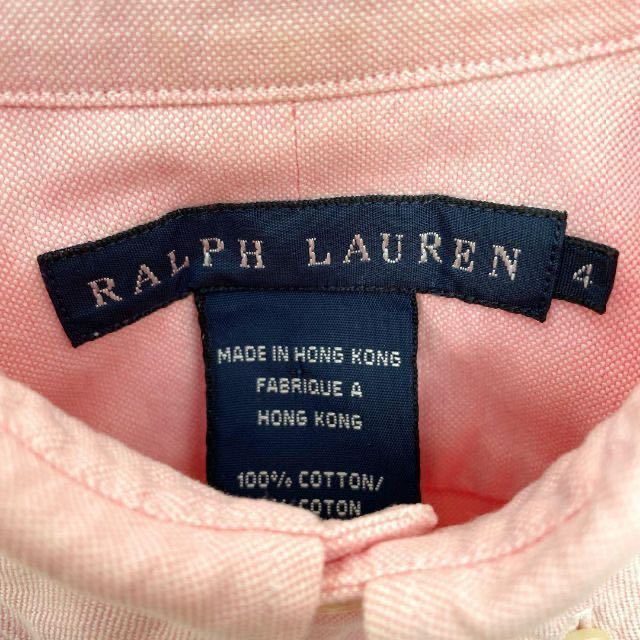 RALPH LAUREN
4
MADE IN HONG KONG
FABRIQUE A
HONG KONG
100% COTTON/
COTON